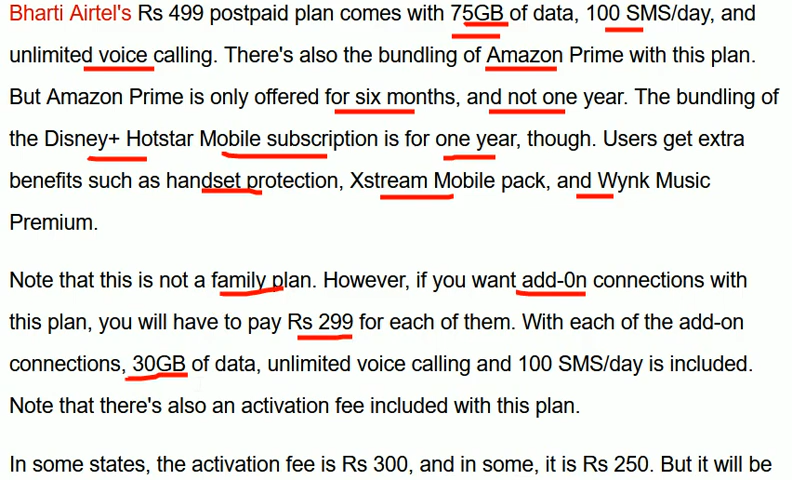 Bharti Airtel's Rs 499 postpaid plan comes with 75GB of data, 100 SMS/day, and
unlimited voice calling. There's also the bundling of Amazon Prime with this plan.
But Amazon Prime is only offered for six months, and not one year. The bundling of
the Disney+ Hotstar Mobile subscription is for one year, though. Users get extra
benefits such as handset protection, Xstream Mobile pack, and Wynk Music
Premium.
Note that this is not a family plan. However, if you want add-0n connections with
this plan, you will have to pay Rs 299 for each of them. With each of the add-on
connections, 30GB of data, unlimited voice calling and 100 SMS/day is included.
Note that there's also an activation fee included with this plan.
In some states, the activation fee is Rs 300, and in some, it is Rs 250. But it will be